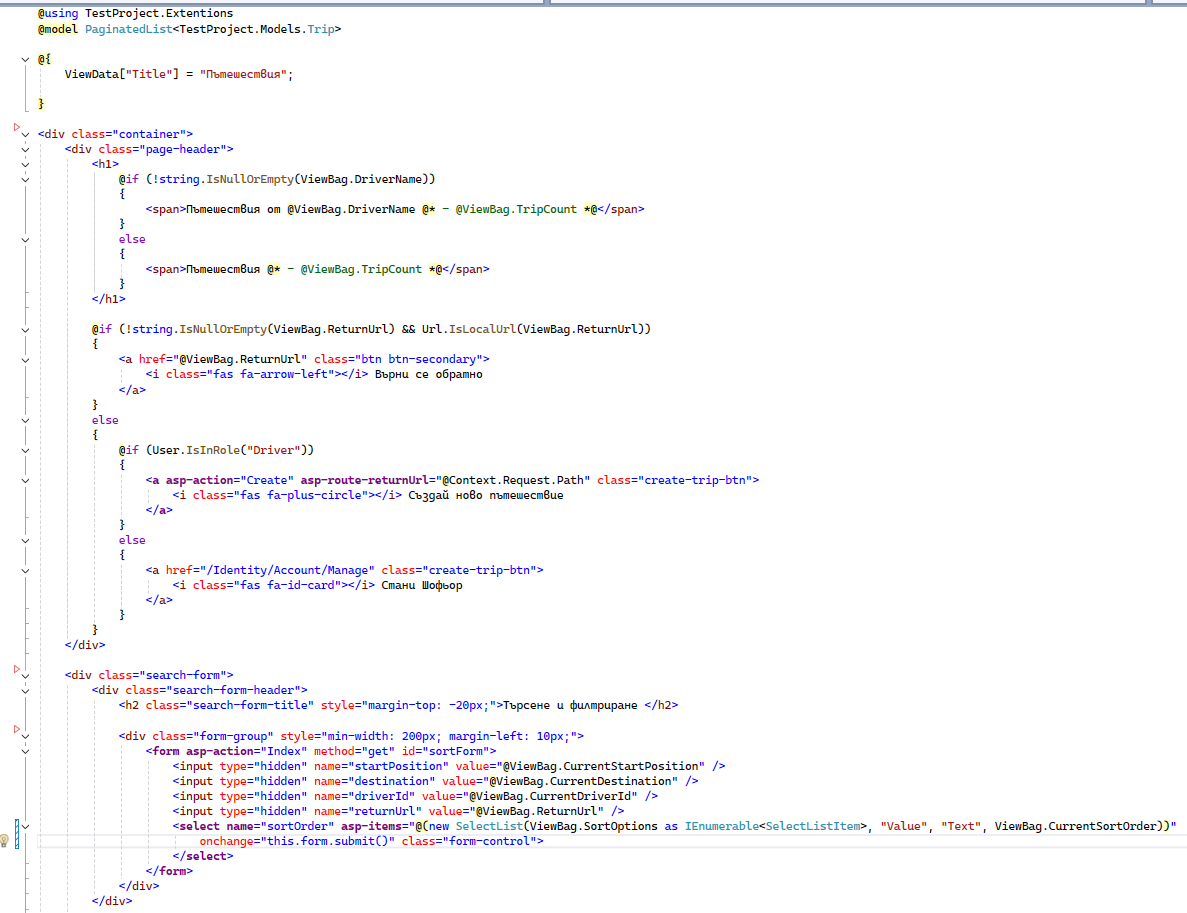 @using TestProject.Extentions
@model PaginatedList<TestProject.Models.Trip>
@{
ViewData["Title"] = "Пътешествия";
}
<div class="container">
<div class="page-header">
<h1>
@if (!string.IsNullOrEmpty(ViewBag.DriverName))
{
<span>Пътешествия от @ViewBag.DriverName @* - @ViewBag.TripCount *@</span>
}
else
{
<span>Пътешествия @* - @ViewBag.TripCount *@</span>
}
</h1>
@if (!string.IsNullOrEmpty(ViewBag.ReturnUrl) && Url.IsLocalUrl(ViewBag.ReturnUrl))
{
<a href="@ViewBag.ReturnUrl" class="btn btn-secondary">
<i class="fas fa-arrow-left"></i> Върни се обратно
</a>
}
else
{
@if (User.IsInRole("Driver"))
{
<a asp-action="Create" asp-route-returnUrl="@Context.Request.Path" class="create-trip-btn">
<i class="fas fa-plus-circle"></i> Създай ново пътешествие
</a>
}
else
{
<a href="/Identity/Account/Manage" class="create-trip-btn">
<i class="fas fa-id-card"></i> Стани Шофьор
</a>
}
}
</div>
<div class="search-form">
<div class="search-form-header">
<h2 class="search-form-title" style="margin-top: -20px;">Търсене и филтриране </h2>
<div class="form-group" style="min-width: 200px; margin-left: 10px;">
<form asp-action="Index" method="get" id="sortForm">
<input type="hidden" name="startPosition" value="@ViewBag.CurrentStartPosition" />
<input type="hidden" name="destination" value="@ViewBag.CurrentDestination" />
<input type="hidden" name="driverId" value="@ViewBag.CurrentDriverId" />
<input type="hidden" name="returnUrl" value="@ViewBag.ReturnUrl" />
<select name="sortOrder" asp-items="@(new SelectList(ViewBag.SortOptions as IEnumerable<SelectListItem>, "Value", "Text", ViewBag.CurrentSortOrder))"
onchange="this.form.submit()" class="form-control">
</select>
</form>
</div>
</div>